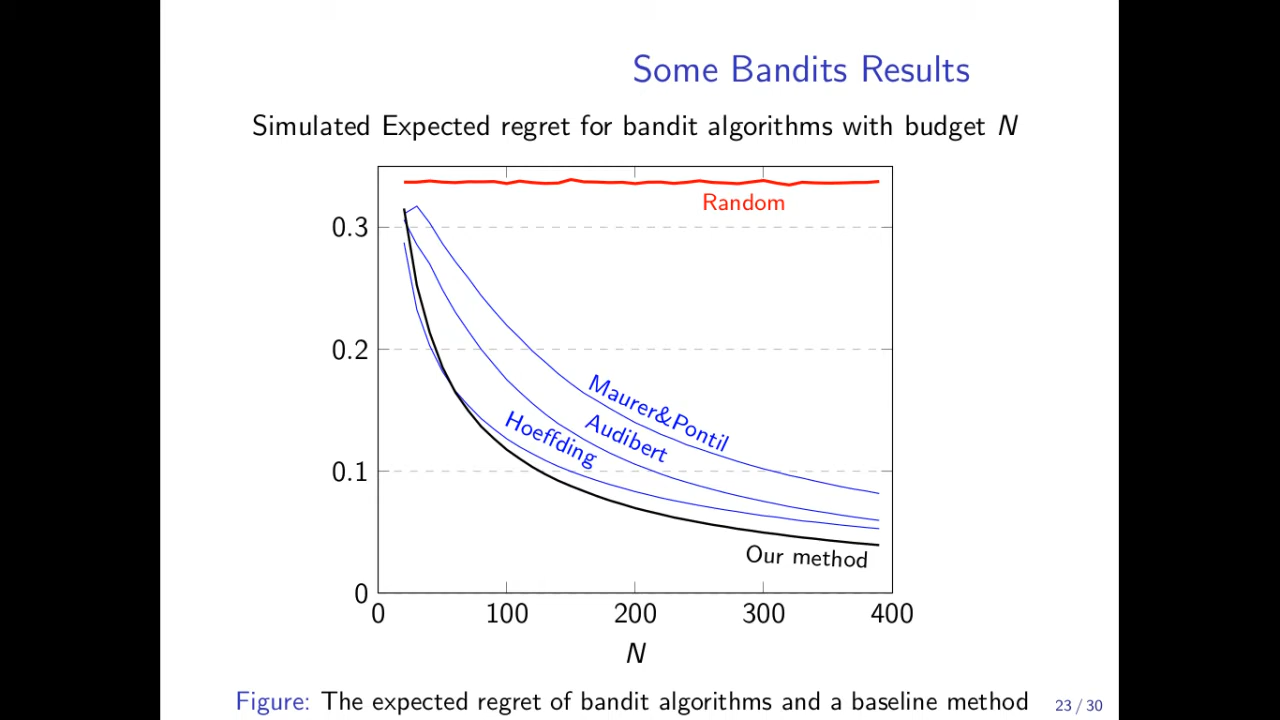 Some Bandits Results
Simulated Expected regret for bandit algorithms with budget N
Random
0.3
0.2
Maurer&Pontil
Audibert
Hoeffding
0.1
Our method
0
0 100 200 300 400
N
Figure: The expected regret of bandit algorithms and a baseline method
23 / 30